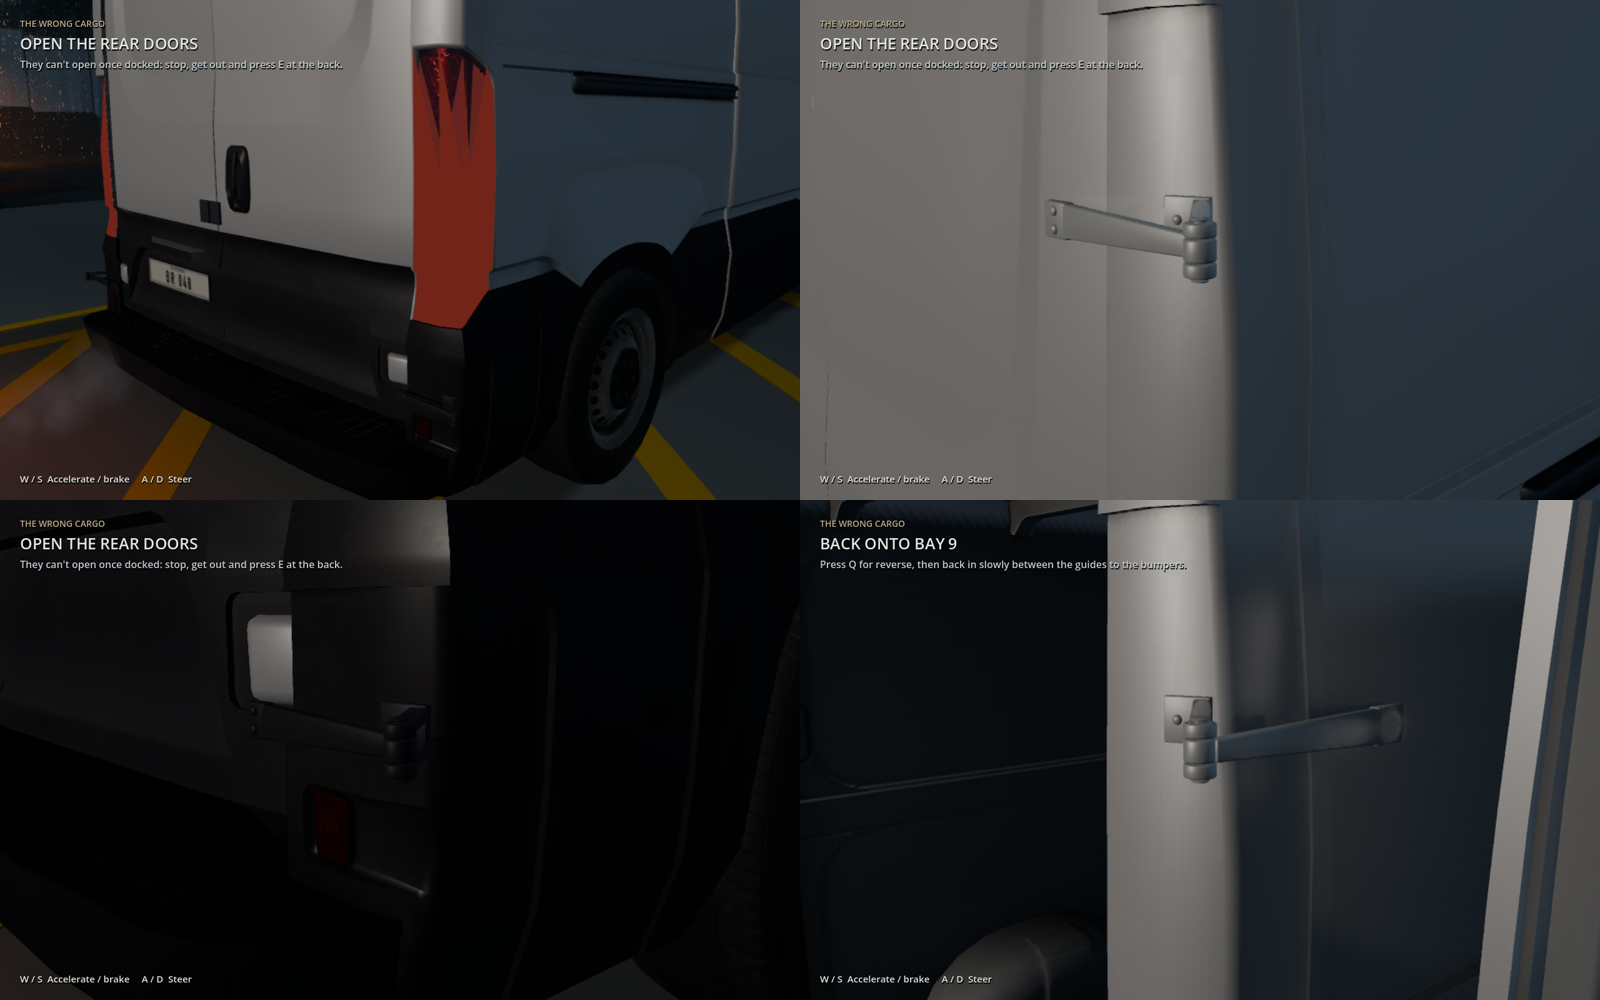 THE WRONG CARGO
OPEN THE REAR DOORS
They can't open once docked: stop, get out and press E at the back.
BR 040
W / S Accelerate / brake A / D Steer
THE WRONG CARGO
OPEN THE REAR DOORS
They can't open once docked: stop, get out and press E at the back.
W / S Accelerate / brake A / D Steer
THE WRONG CARGO
OPEN THE REAR DOORS
They can't open once docked: stop, get out and press E at the back.
W / S Accelerate / brake A / D Steer
THE WRONG CARGO
BACK ONTO BAY 9
Press Q for reverse, then back in slowly between the guides to the bumpers.
W / S Accelerate / brake A / D Steer